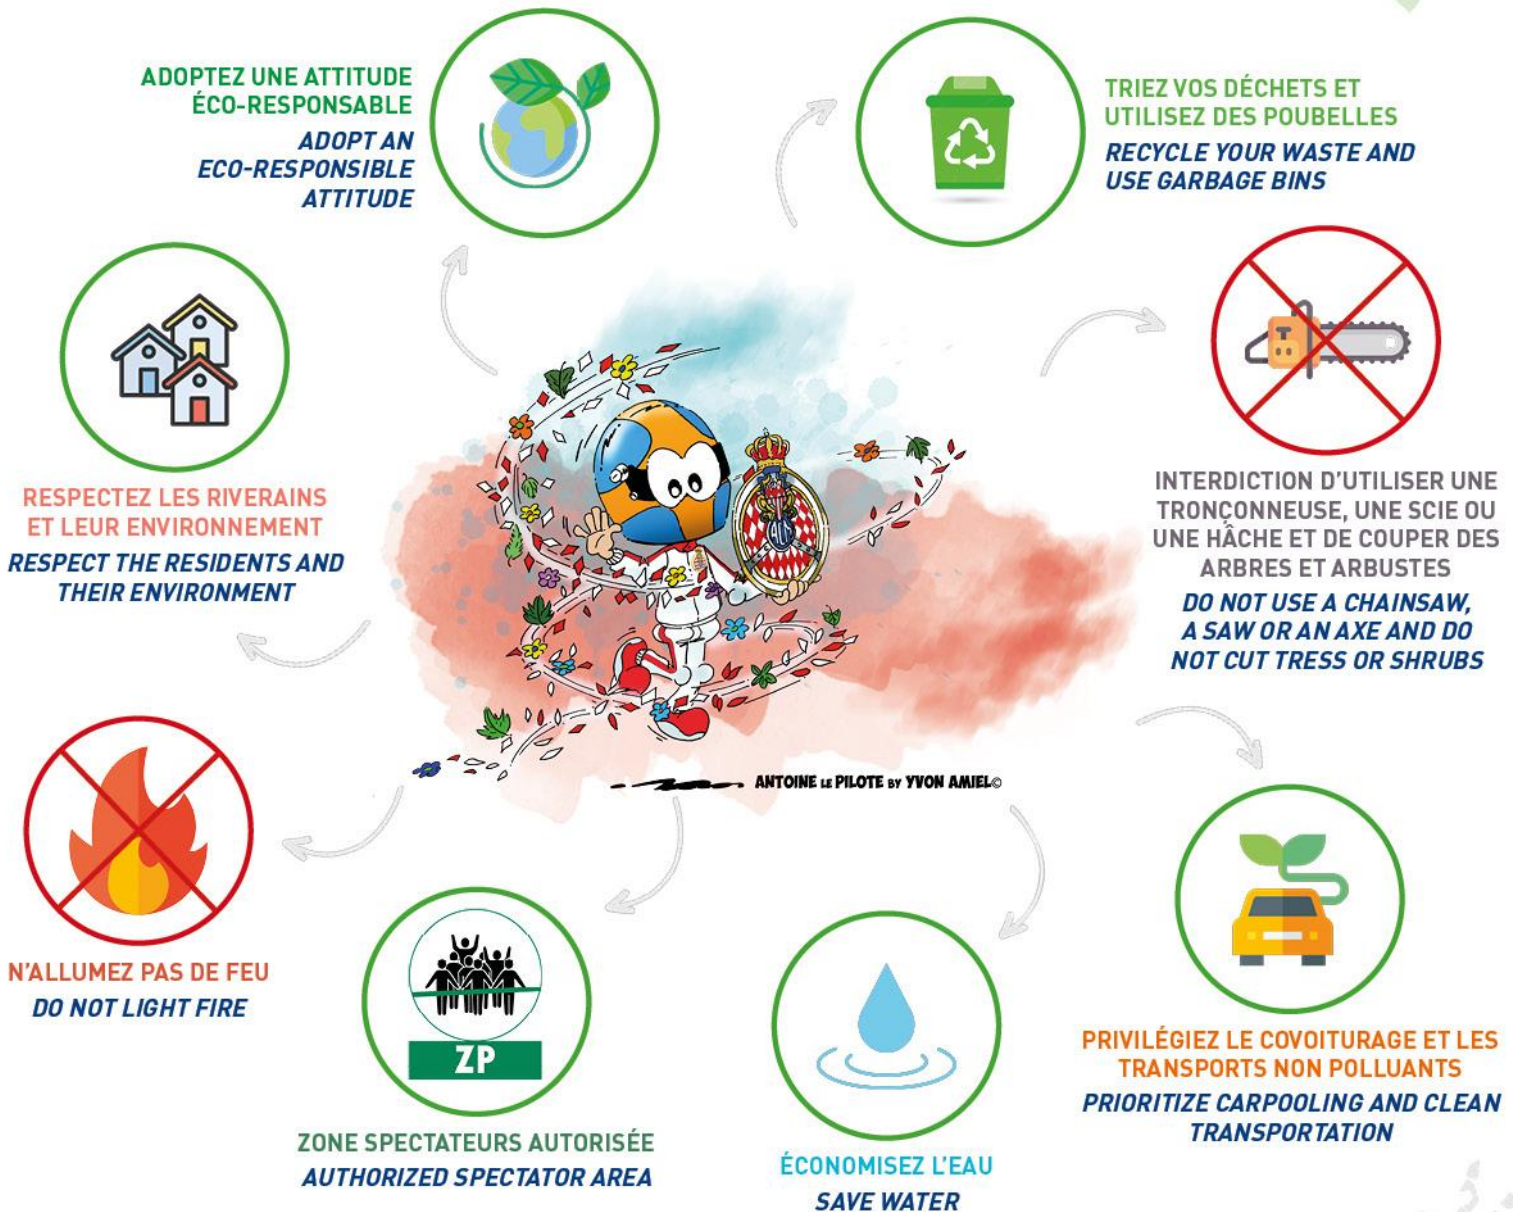 ADOPTEZ UNE ATTITUDE
ÉCO-RESPONSABLE
ADOPT AN
ECO-RESPONSIBLE
ATTITUDE
TRIEZ VOS DÉCHETS ET
UTILISEZ DES POUBELLES
RECYCLE YOUR WASTE AND
USE GARBAGE BINS
RESPECTEZ LES RIVERAINS
ET LEUR ENVIRONNEMENT
RESPECT THE RESIDENTS AND
THEIR ENVIRONMENT
INTERDICTION D'UTILISER UNE
TRONÇONNEUSE, UNE SCIE OU
UNE HÂCHE ET DE COUPER DES
ARBRES ET ARBUSTES
DO NOT USE A CHAINSAW,
A SAW OR AN AXE AND DO
NOT CUT TRESS OR SHRUBS
ANTOINE LE PILOTE BY YVON AMIEL©
N'ALLUMEZ PAS DE FEU
DO NOT LIGHT FIRE
ZP
ZONE SPECTATEURS AUTORISÉE
AUTHORIZED SPECTATOR AREA
ÉCONOMISEZ L'EAU
SAVE WATER
PRIVILÉGIEZ LE COVOITURAGE ET LES
TRANSPORTS NON POLLUANTS
PRIORITIZE CARPOOLING AND CLEAN
TRANSPORTATION